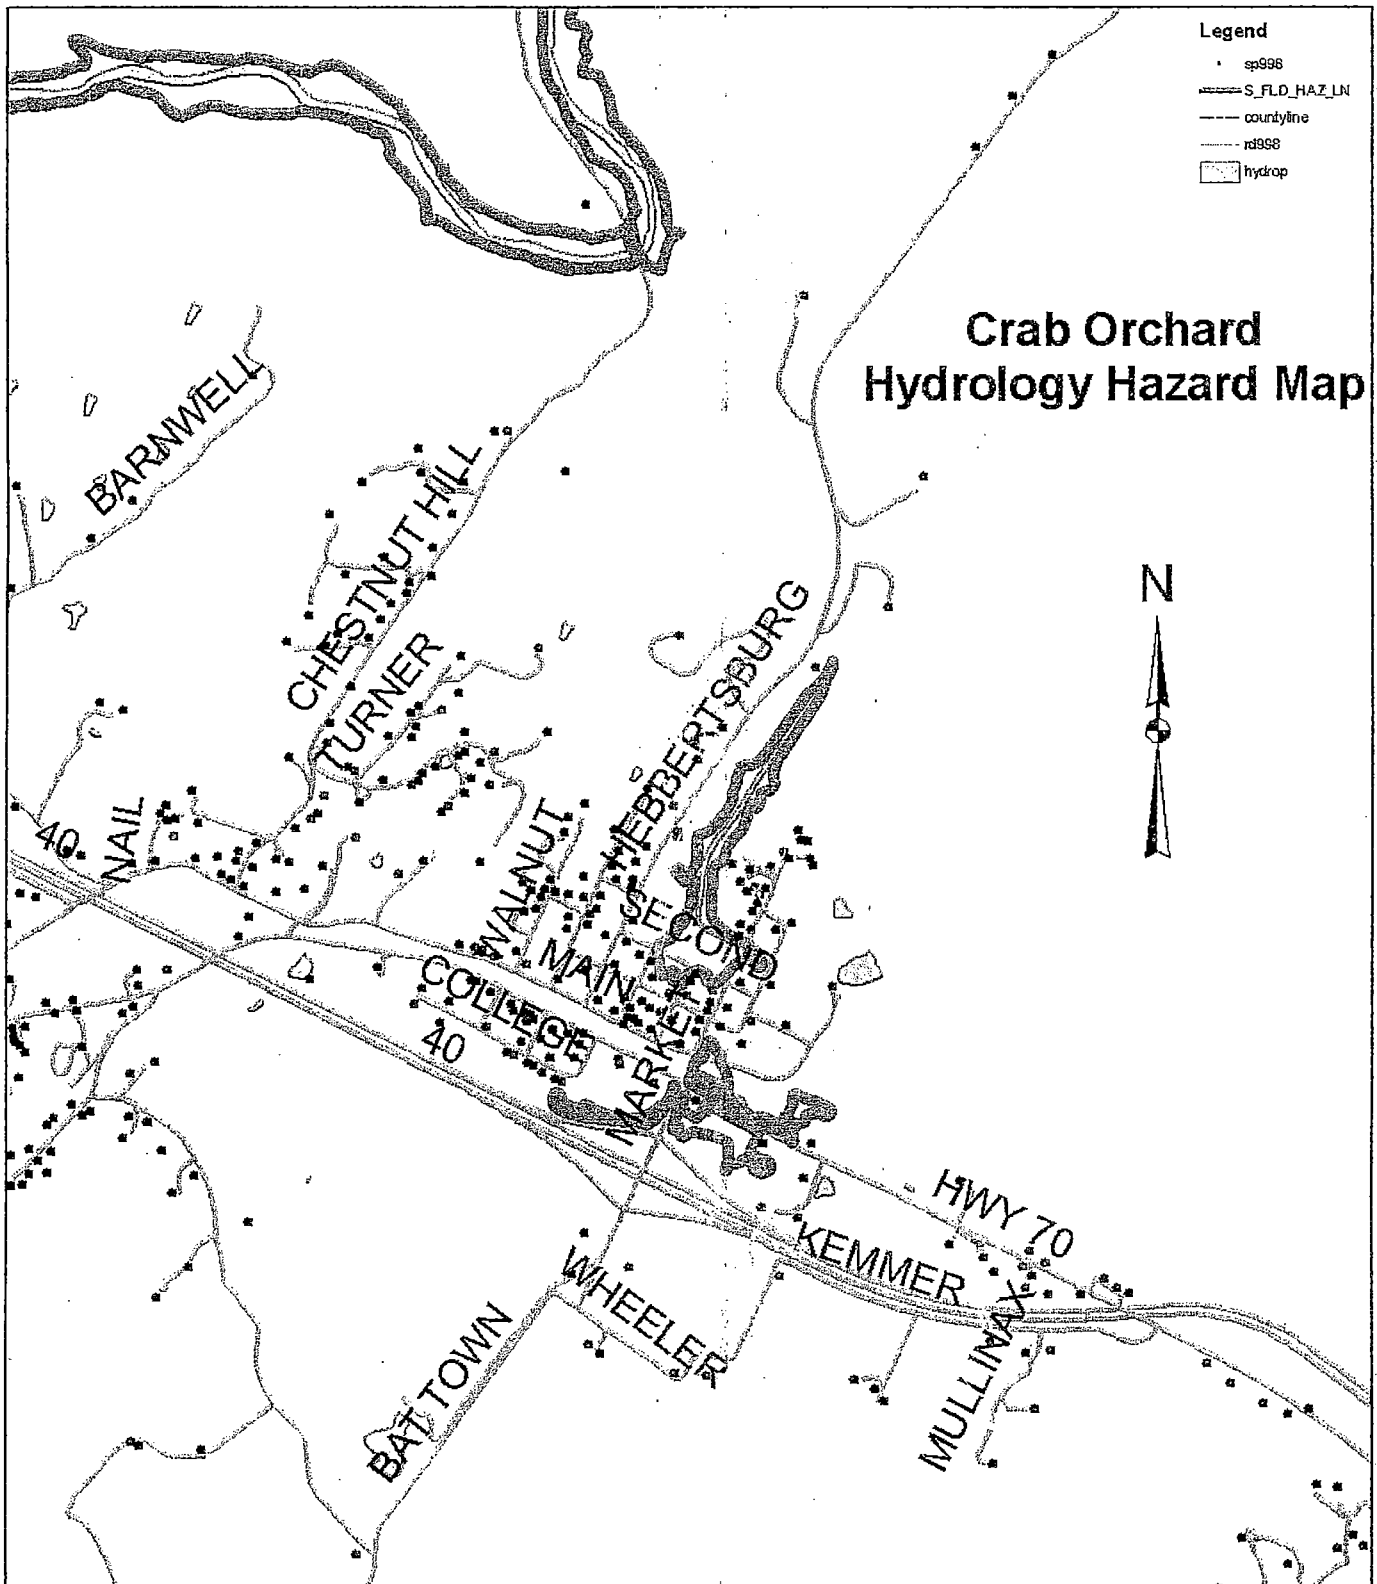 Legend
sp998
S_FLD_HAZ_LN
countyline
rd998
hydrop
Crab Orchard
Hydrology Hazard Map
N
BARNWELL
CHESTNUT HILL
TURNER
HEBBERTSBURG
NAIL
40
WALNUT
SECOND
MAIN
COLLEGE
40
MARKET
HWY 70
KEMMER
WHEELER
MULLINAX
BAT TOWN